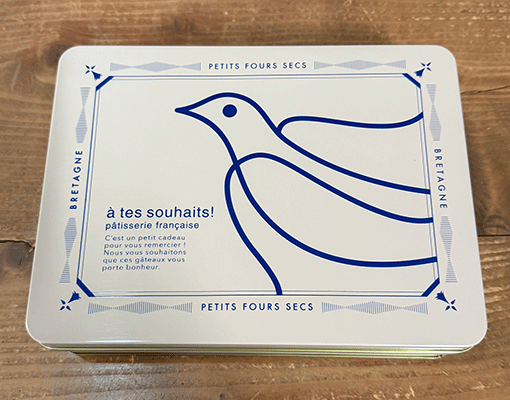 PETITS FOURS SECS
BRETAGNE
BRETAGNE
à tes souhaits!
pâtisserie française
C'est un petit cadeau
pour vous remercier !
Nous vous souhaitons
que ces gâteaux vous
porte bonheur.
PETITS FOURS SECS